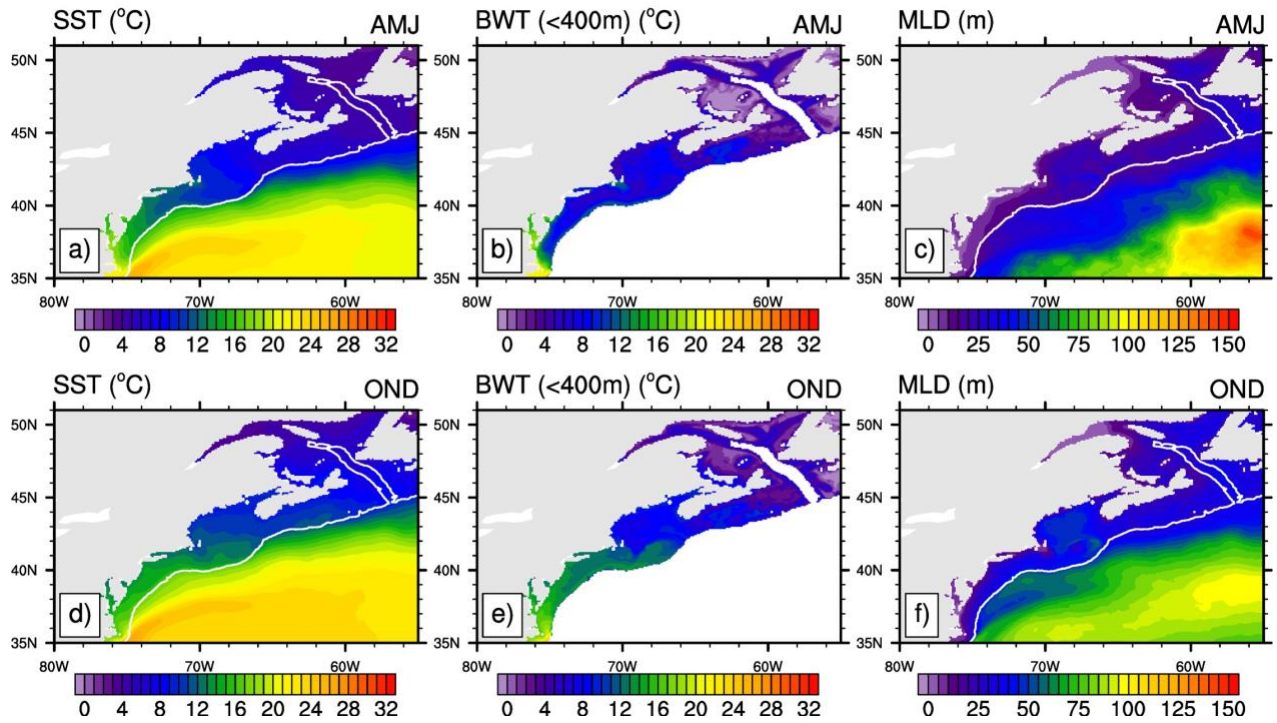 SST (°C) AMJ BWT (<400m) (°C) AMJ MLD (m) AMJ
50N 50N 50N
45N 45N 45N
40N 40N 40N
a) b) c)
35N 35N 35N
80W 70W 60W 80W 70W 60W 80W 70W 60W
0 4 8 12 16 20 24 28 32 0 4 8 12 16 20 24 28 32 0 25 50 75 100 125 150
SST (°C) OND BWT (<400m) (°C) OND MLD (m) OND
50N 50N 50N
45N 45N 45N
40N 40N 40N
d) e) f)
35N 35N 35N
80W 70W 60W 80W 70W 60W 80W 70W 60W
0 4 8 12 16 20 24 28 32 0 4 8 12 16 20 24 28 32 0 25 50 75 100 125 150